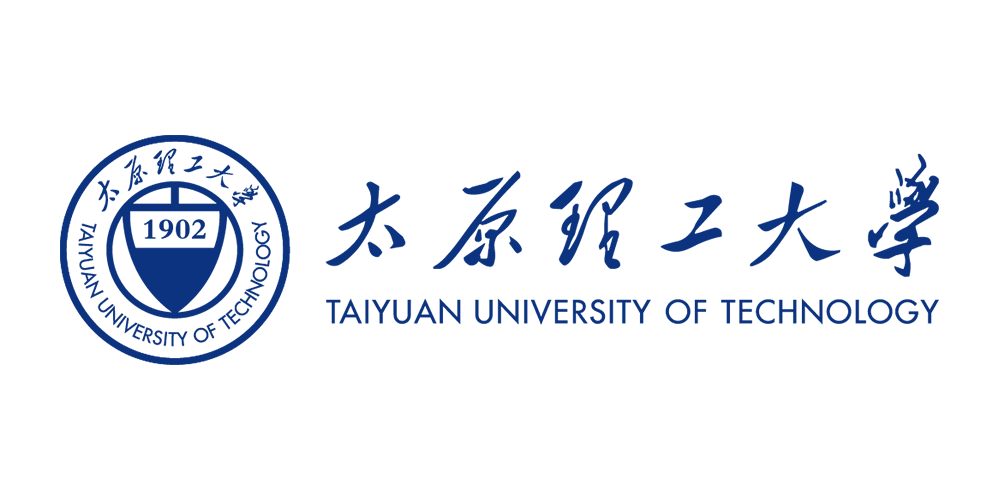 太原理工大學
1902
TAIYUAN UNIVERSITY OF TECHNOLOGY
太原理工大學
TAIYUAN UNIVERSITY OF TECHNOLOGY